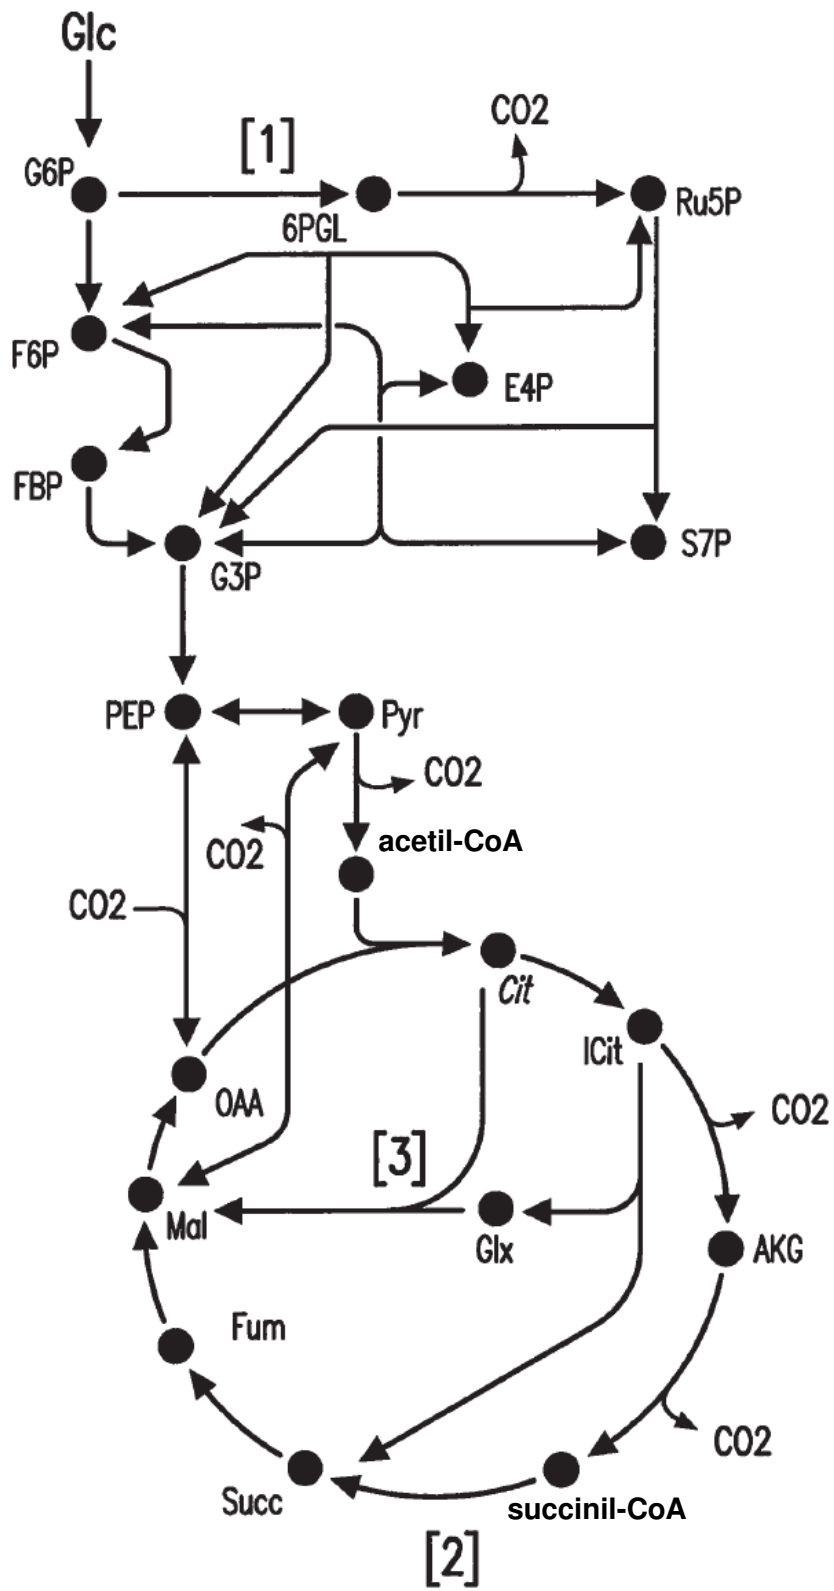 Glc
CO2
[1]
G6P
Ru5P
6PGL
F6P
E4P
FBP
S7P
G3P
PEP
Pyr
CO2
acetil-CoA
CO2
CO2
Cit
ICit
OAA
CO2
[3]
Mal
Glx
AKG
Fum
CO2
Succ
succinil-CoA
[2]